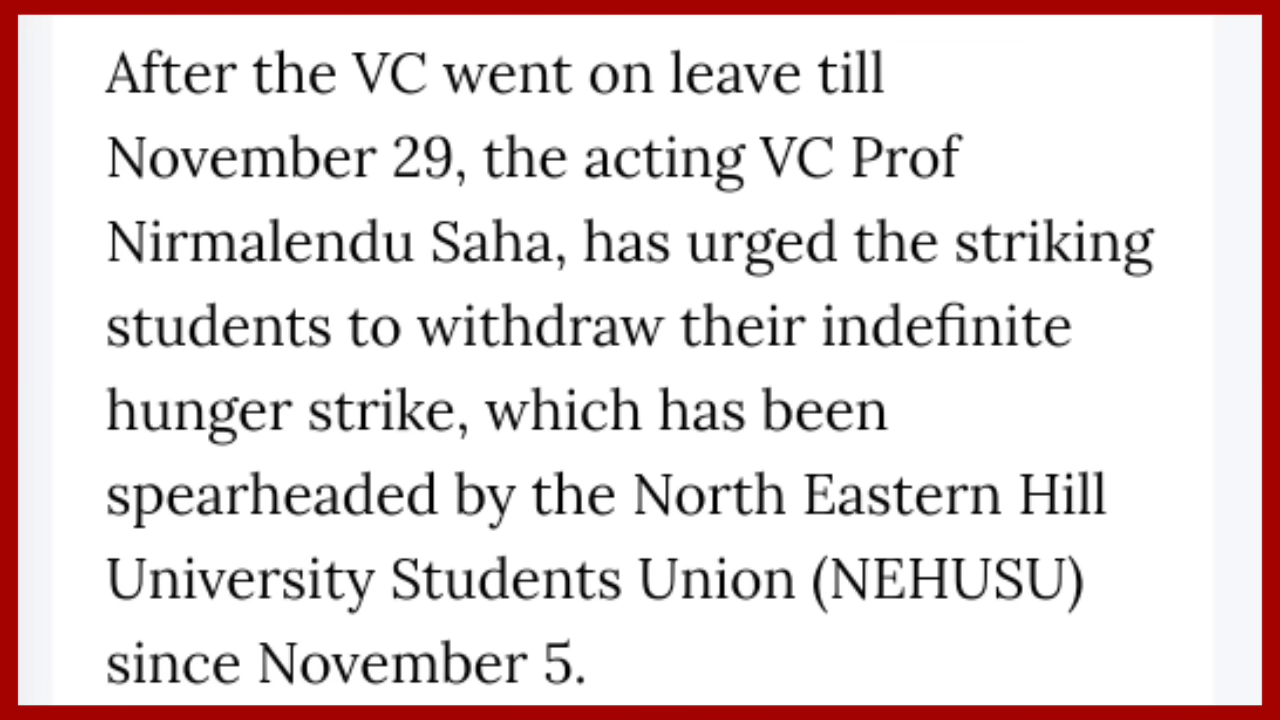 After the VC went on leave till
November 29, the acting VC Prof
Nirmalendu Saha, has urged the striking
students to withdraw their indefinite
hunger strike, which has been
spearheaded by the North Eastern Hill
University Students Union (NEHUSU)
since November 5.